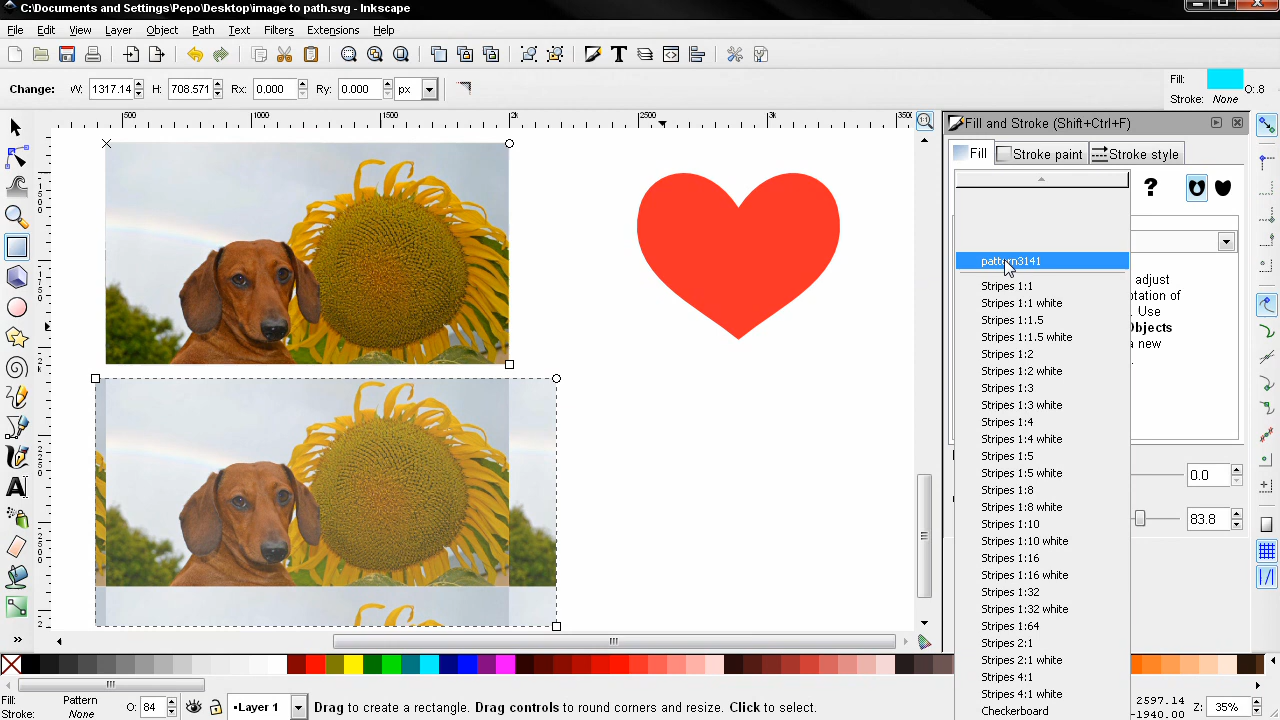 C:\Documents and Settings\Pepo\Desktop\image to path.svg - Inkscape
File Edit View Layer Object Path Text Filters Extensions Help
Change: W: 1317.14 H: 708.571 Rx: 0.000 Ry: 0.000 px
Fill:
Stroke: None
O:.8
500 1000 1500 2500 3k
Fill and Stroke (Shift+Ctrl+F)
Fill Stroke paint Stroke style
?
pattern3141
adjust
Stripes 1:1
Stripes 1:1 white
Stripes 1:1.5
Use
Stripes 1:1.5 white
Stripes 1:2
Stripes 1:2 white
Stripes 1:3
Stripes 1:3 white
Stripes 1:4
Stripes 1:4 white
Stripes 1:5
Stripes 1:5 white
0.0
Stripes 1:8
Stripes 1:8 white
83.8
Stripes 1:10
Stripes 1:10 white
Stripes 1:16
Stripes 1:16 white
Stripes 1:32
Stripes 1:32 white
Stripes 1:64
Stripes 2:1
Stripes 2:1 white
Stripes 4:1
Stripes 4:1 white
Checkerboard
Fill: Pattern
Stroke: None
O: 84
•Layer 1
Drag to create a rectangle. Drag controls to round corners and resize. Click to select.
2597.14
-1940.00
Z: 35%